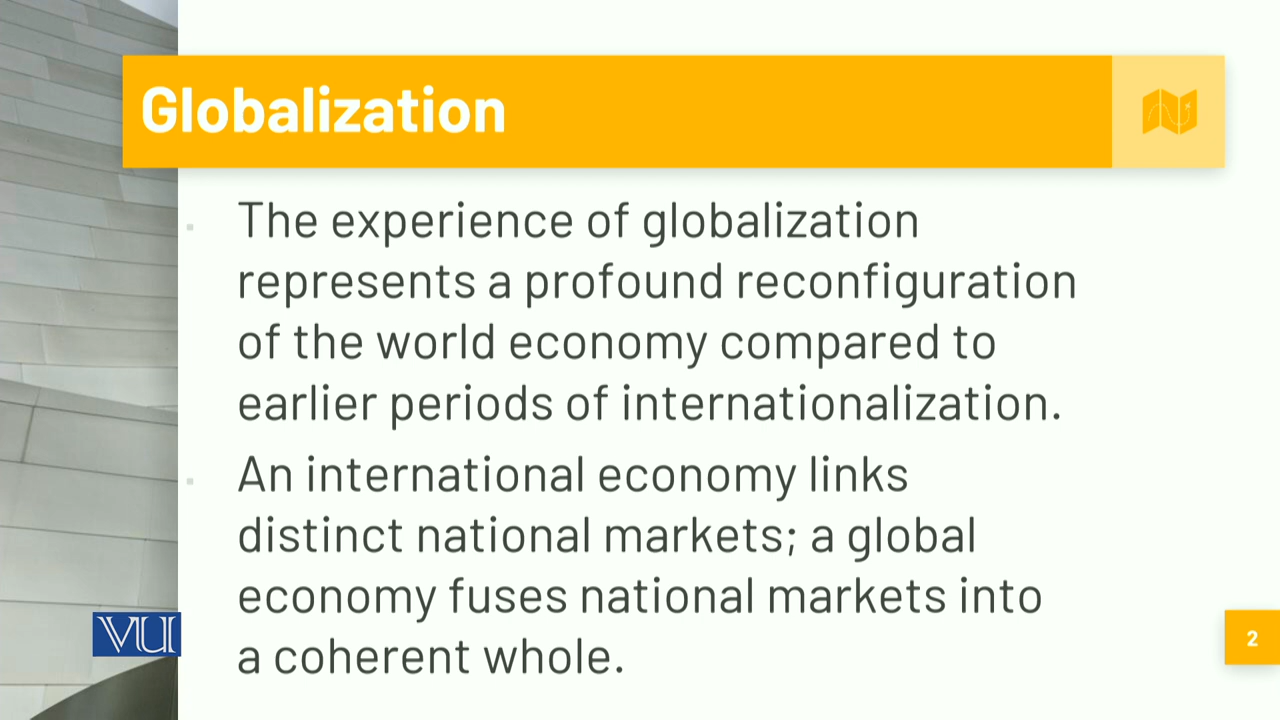 Globalization
The experience of globalization
represents a profound reconfiguration
of the world economy compared to
earlier periods of internationalization.
An international economy links
distinct national markets; a global
economy fuses national markets into
a coherent whole.
VU
2